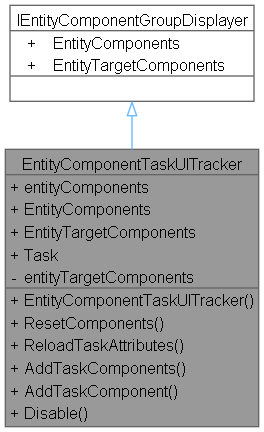 IEntityComponentGroupDisplayer
+ EntityComponents
+ EntityTargetComponents
EntityComponentTaskUITracker
+ entityComponents
+ EntityComponents
+ EntityTargetComponents
+ Task
- entityTargetComponents
+ EntityComponentTaskUITracker()
+ ResetComponents()
+ ReloadTaskAttributes()
+ AddTaskComponents()
+ AddTaskComponent()
+ Disable()